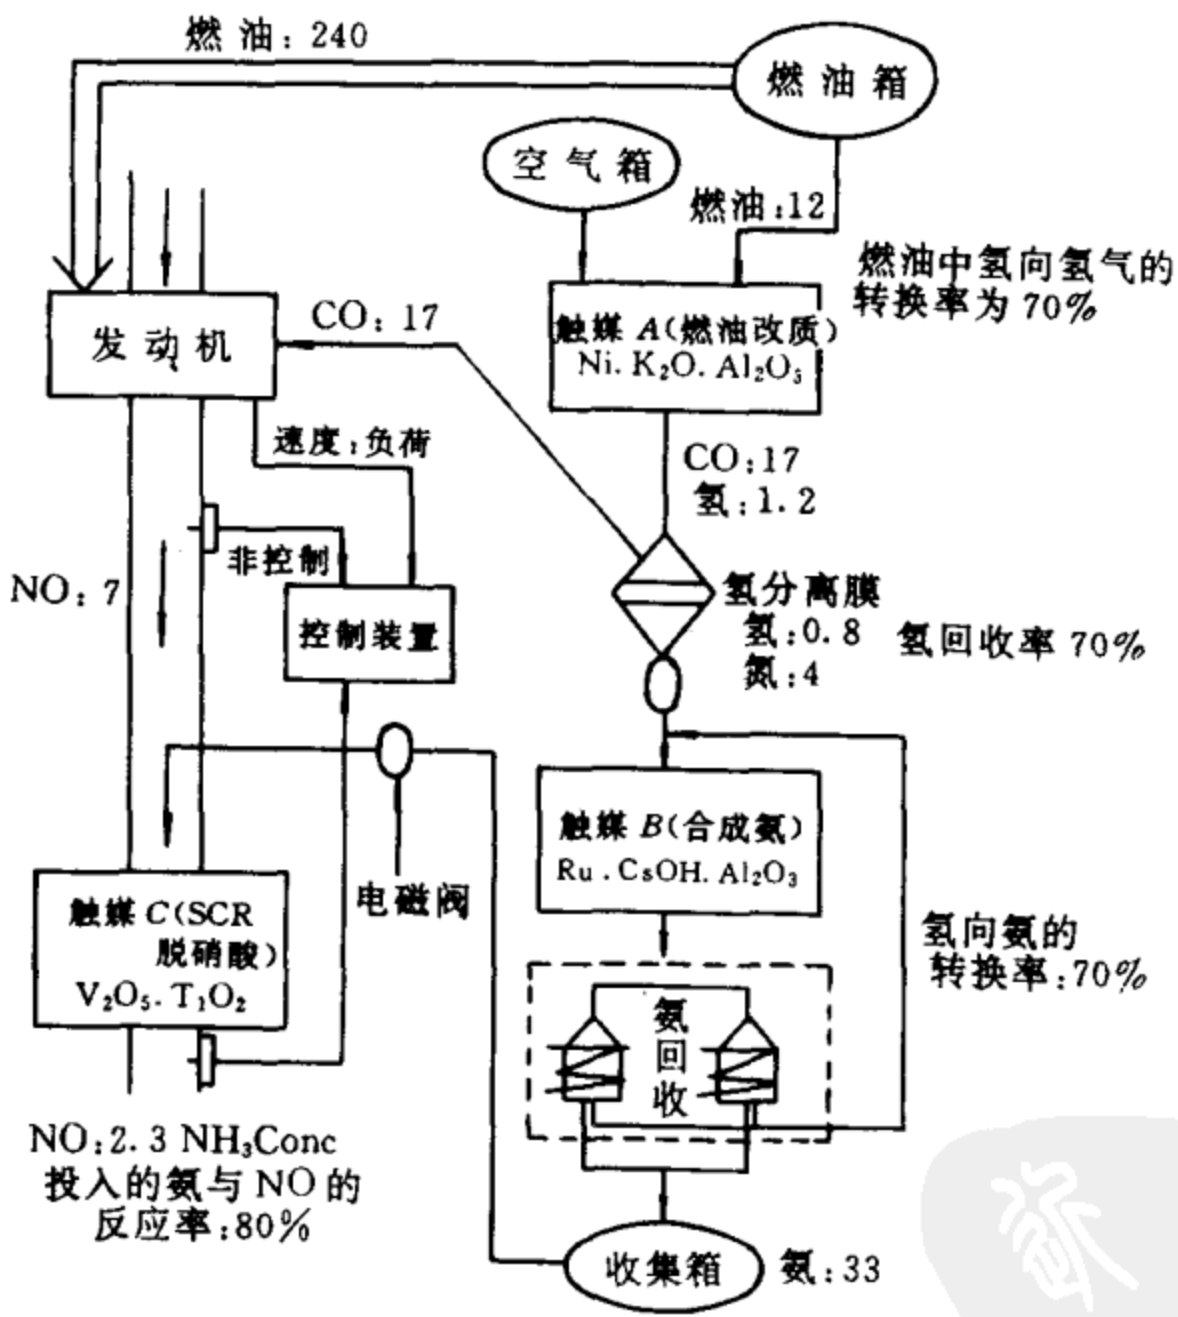 燃油:240
燃油箱
空气箱
燃油:12
燃油中氢向氢气的
转换率为70%
CO:17
发动机
触媒A(燃油改质)
Ni.K₂O.Al₂O₃
速度;负荷
CO:17
氢:1.2
非控制
NO:7
控制装置
氢分离膜
氢:0.8
氮:4
氢回收率70%
触媒B(合成氨)
Ru.CsOH.Al₂O₃
电磁阀
触媒C(SCR
脱硝酸)
V₂O₅.T₁O₂
氢向氨的
转换率:70%
氨
回
收
NO:2.3 NH₃Conc
投入的氨与NO的
反应率:80%
收集箱
氨:33